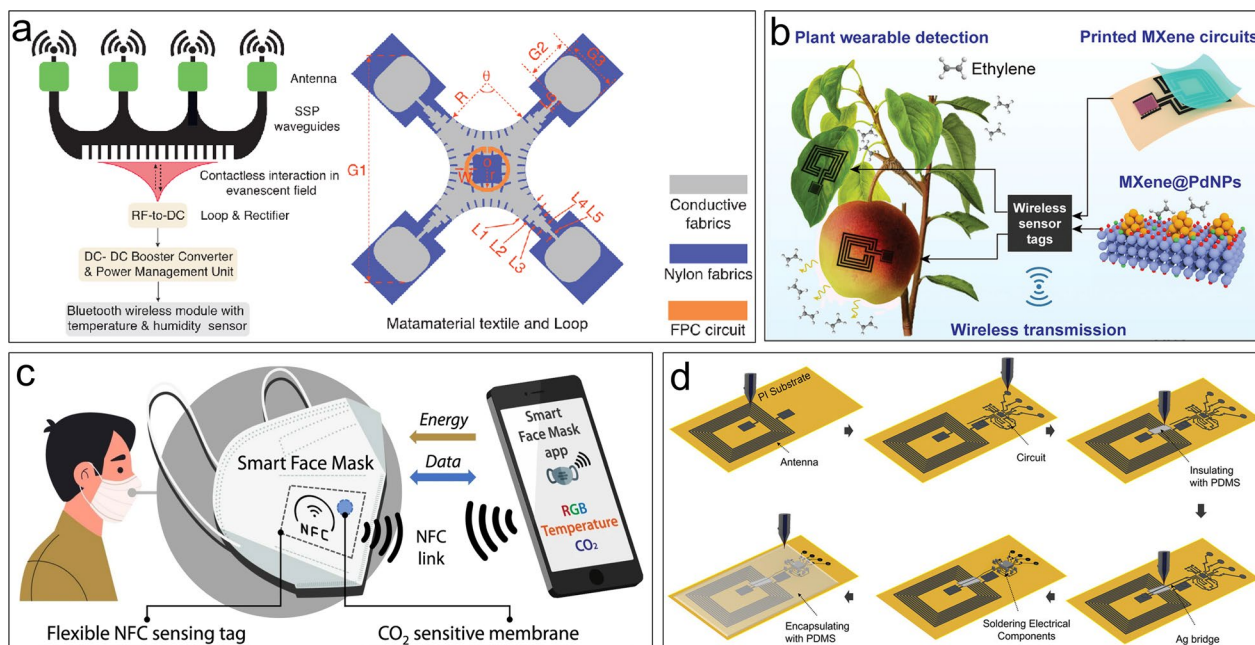 a
Antenna
SSP
waveguides
Contactless interaction in
evanescent field
RF-to-DC
Loop & Rectifier
DC- DC Booster Converter
& Power Management Unit
Bluetooth wireless module with
temperature & humidity sensor
G1
G2
G3
R
θ
W
L1
L2
L3
L4
L5
Matamaterial textile and Loop
Conductive
fabrics
Nylon fabrics
FPC circuit
b
Plant wearable detection
Ethylene
Printed MXene circuits
MXene@PdNPs
Wireless
sensor
tags
Wireless transmission
c
Smart Face Mask
NFC
Energy
Data
NFC
link
Smart
Face Mask
app
RGB
Temperature
CO₂
Flexible NFC sensing tag
CO₂ sensitive membrane
d
PI Substrate
Antenna
Circuit
Insulating
with PDMS
Encapsulating
with PDMS
Soldering Electrical
Components
Ag bridge